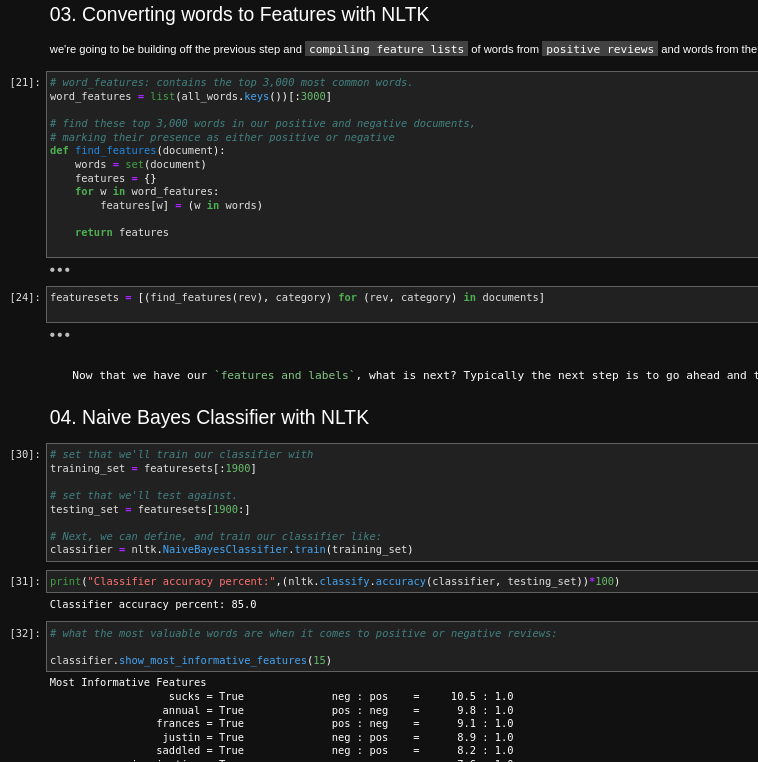 03. Converting words to Features with NLTK
we're going to be building off the previous step and compiling feature lists of words from positive reviews and words from the
[21]:
# word_features: contains the top 3,000 most common words.
word_features = list(all_words.keys())[:3000]
# find these top 3,000 words in our positive and negative documents,
# marking their presence as either positive or negative
def find_features(document):
words = set(document)
features = {}
for w in word_features:
features[w] = (w in words)
return features
•••
[24]:
featuresets = [(find_features(rev), category) for (rev, category) in documents]
•••
Now that we have our `features and labels`, what is next? Typically the next step is to go ahead and t
04. Naive Bayes Classifier with NLTK
[30]:
# set that we'll train our classifier with
training_set = featuresets[:1900]
# set that we'll test against.
testing_set = featuresets[1900:]
# Next, we can define, and train our classifier like:
classifier = nltk.NaiveBayesClassifier.train(training_set)
[31]:
print("Classifier accuracy percent:",(nltk.classify.accuracy(classifier, testing_set))*100)
Classifier accuracy percent: 85.0
[32]:
# what the most valuable words are when it comes to positive or negative reviews:
classifier.show_most_informative_features(15)
Most Informative Features
sucks = True neg : pos = 10.5 : 1.0
annual = True pos : neg = 9.8 : 1.0
frances = True pos : neg = 9.1 : 1.0
justin = True neg : pos = 8.9 : 1.0
saddled = True neg : pos = 8.2 : 1.0